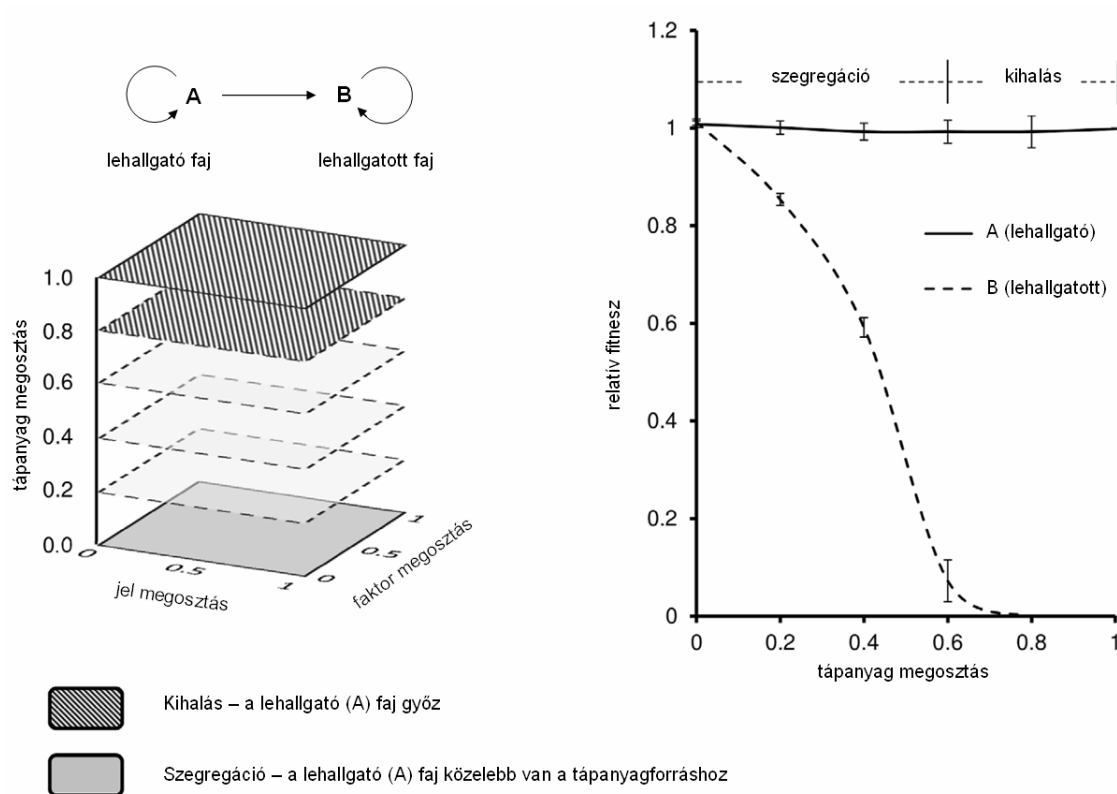 A
B
lehallgató faj
lehallgatott faj
tápanyag megosztás
1.0
0.8
0.6
0.4
0.2
0.0
0
0.5
1
jel megosztás
0
0.5
1
faktor megosztás
Kihalás – a lehallgató (A) faj győz
Szegregáció – a lehallgató (A) faj közelebb van a tápanyagforráshoz
1.2
1
0.8
0.6
0.4
0.2
0
relatív fitnesz
szegregáció
kihalás
A (lehallgató)
B (lehallgatott)
0
0.2
0.4
0.6
0.8
1
tápanyag megosztás